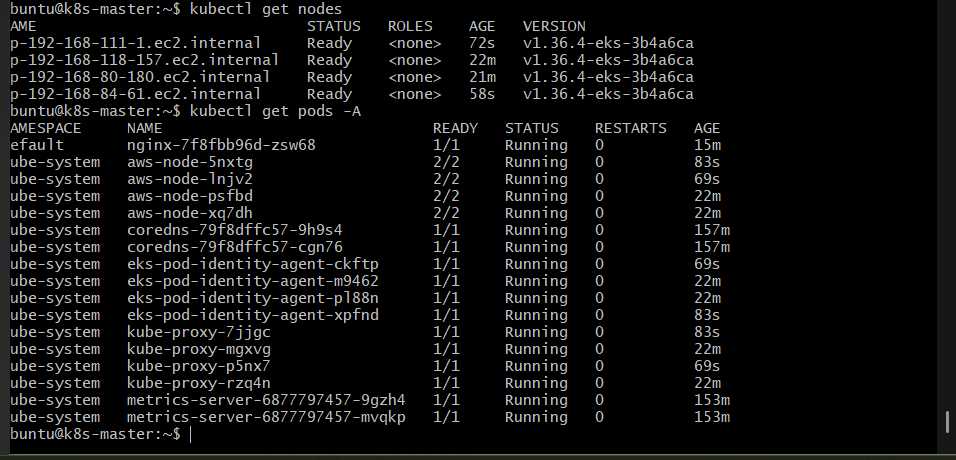 buntu@k8s-master:~$ kubectl get nodes
AME STATUS ROLES AGE VERSION
p-192-168-111-1.ec2.internal Ready <none> 72s v1.36.4-eks-3b4a6ca
p-192-168-118-157.ec2.internal Ready <none> 22m v1.36.4-eks-3b4a6ca
p-192-168-80-180.ec2.internal Ready <none> 21m v1.36.4-eks-3b4a6ca
p-192-168-84-61.ec2.internal Ready <none> 58s v1.36.4-eks-3b4a6ca
buntu@k8s-master:~$ kubectl get pods -A
AMESPACE NAME READY STATUS RESTARTS AGE
efault nginx-7f8fbb96d-zsw68 1/1 Running 0 15m
ube-system aws-node-5nxtg 2/2 Running 0 83s
ube-system aws-node-lnjv2 2/2 Running 0 69s
ube-system aws-node-psfbd 2/2 Running 0 22m
ube-system aws-node-xq7dh 2/2 Running 0 22m
ube-system coredns-79f8dffc57-9h9s4 1/1 Running 0 157m
ube-system coredns-79f8dffc57-cgn76 1/1 Running 0 157m
ube-system eks-pod-identity-agent-ckftp 1/1 Running 0 69s
ube-system eks-pod-identity-agent-m9462 1/1 Running 0 22m
ube-system eks-pod-identity-agent-pl88n 1/1 Running 0 22m
ube-system eks-pod-identity-agent-xpfnd 1/1 Running 0 83s
ube-system kube-proxy-7jjgc 1/1 Running 0 83s
ube-system kube-proxy-mgxvg 1/1 Running 0 22m
ube-system kube-proxy-p5nx7 1/1 Running 0 69s
ube-system kube-proxy-rzq4n 1/1 Running 0 22m
ube-system metrics-server-6877797457-9gzh4 1/1 Running 0 153m
ube-system metrics-server-6877797457-mvqkp 1/1 Running 0 153m
buntu@k8s-master:~$